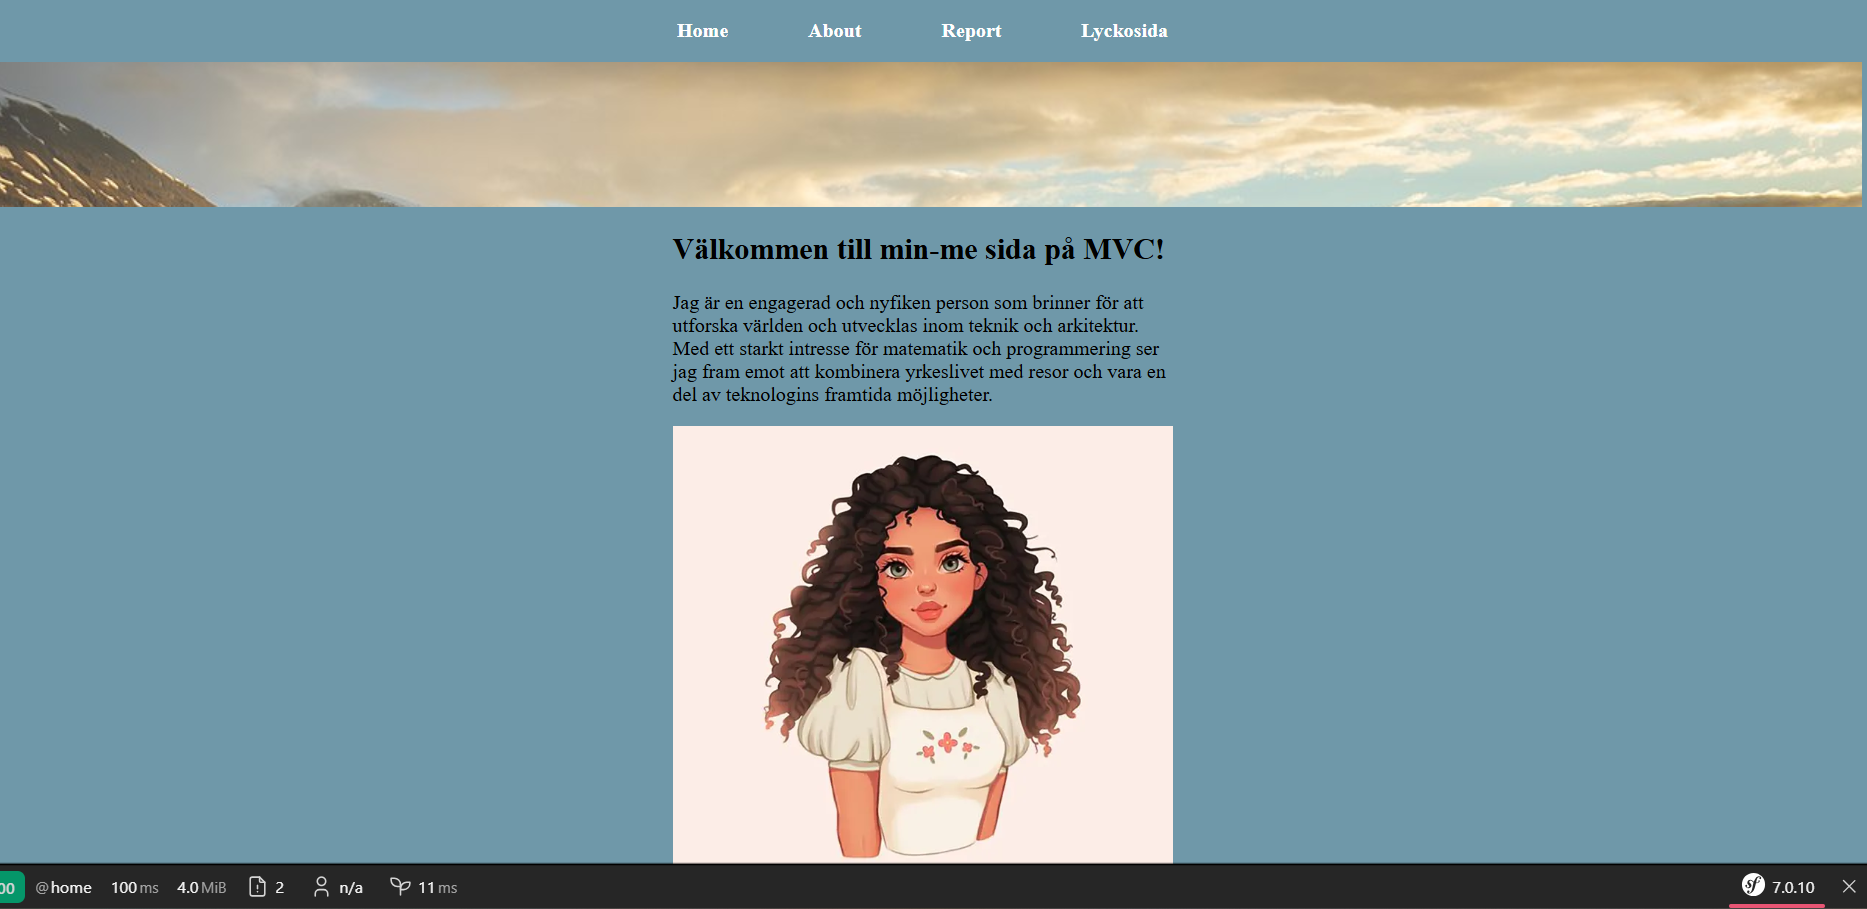 Home About Report Lyckosida
Välkommen till min-me sida på MVC!
Jag är en engagerad och nyfiken person som brinner för att
utforska världen och utvecklas inom teknik och arkitektur.
Med ett starkt intresse för matematik och programmering ser
jag fram emot att kombinera yrkeslivet med resor och vara en
del av teknologins framtida möjligheter.
00 @home 100 ms 4.0 MiB 2 n/a 11 ms sf 7.0.10